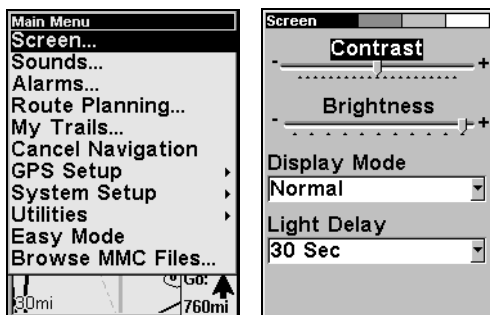 Main Menu
Screen...
Sounds...
Alarms...
Route Planning...
My Trails...
Cancel Navigation
GPS Setup
System Setup
Utilities
Easy Mode
Browse MMC Files...
Go:
30mi
760mi
Screen
Contrast
- +
Brightness
- +
Display Mode
Normal
Light Delay
30 Sec